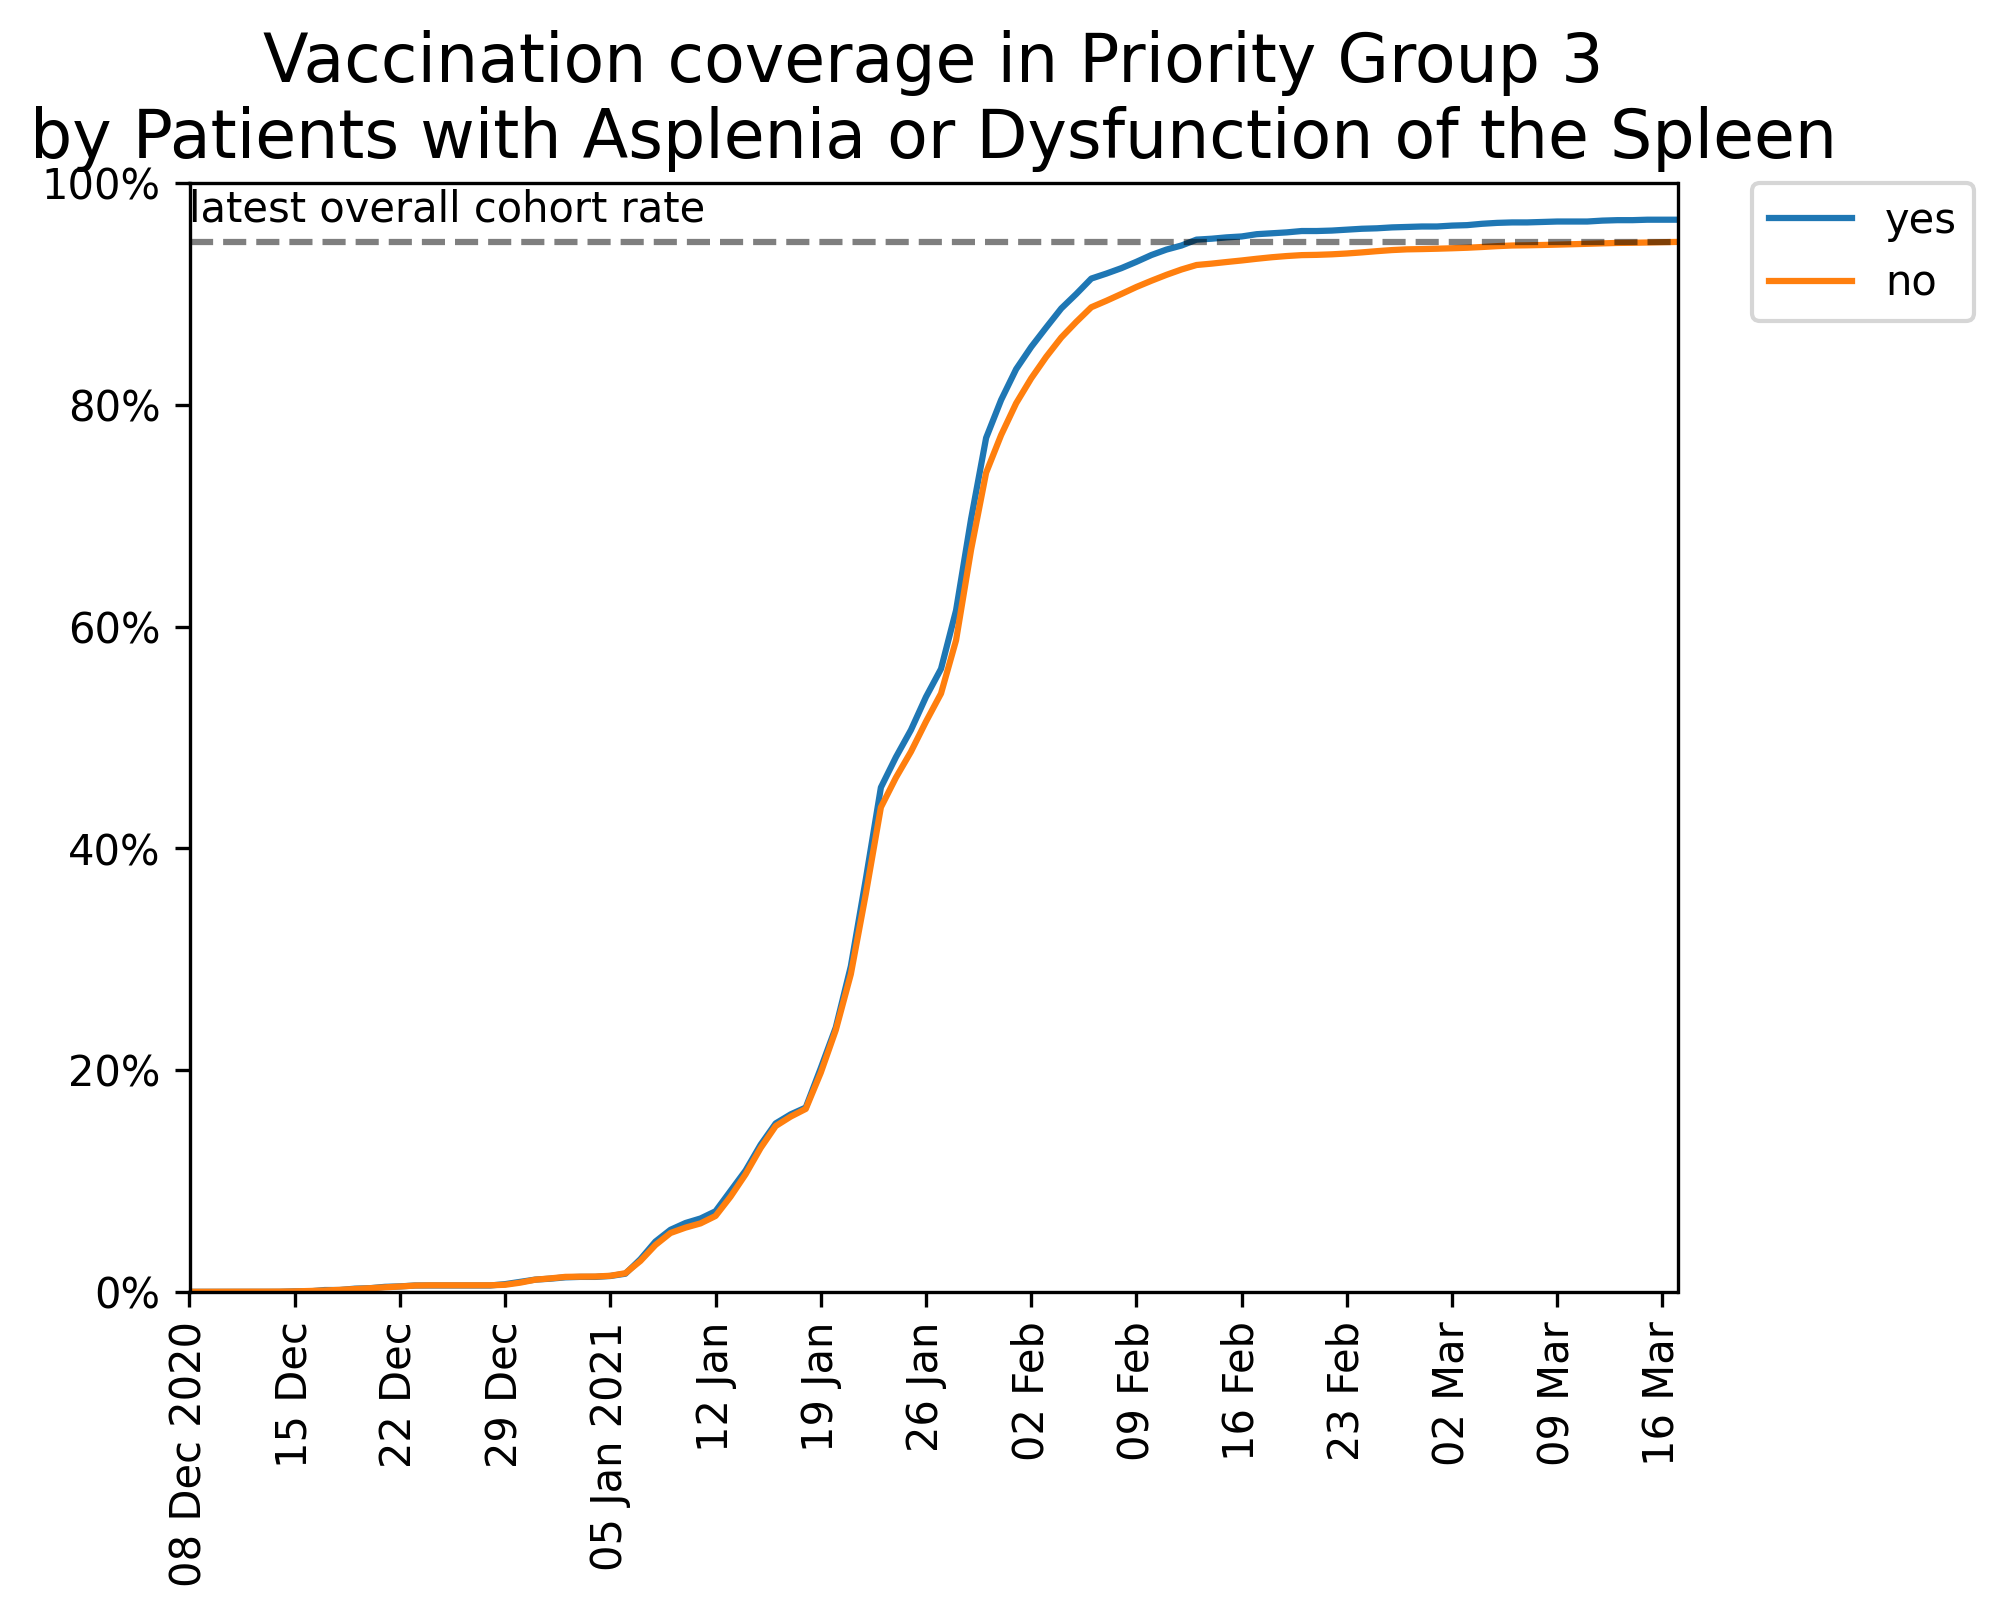 Vaccination coverage in Priority Group 3
by Patients with Asplenia or Dysfunction of the Spleen
100%
latest overall cohort rate
yes
no
80%
60%
40%
20%
0%
08 Dec 2020
15 Dec
22 Dec
29 Dec
05 Jan 2021
12 Jan
19 Jan
26 Jan
02 Feb
09 Feb
16 Feb
23 Feb
02 Mar
09 Mar
16 Mar